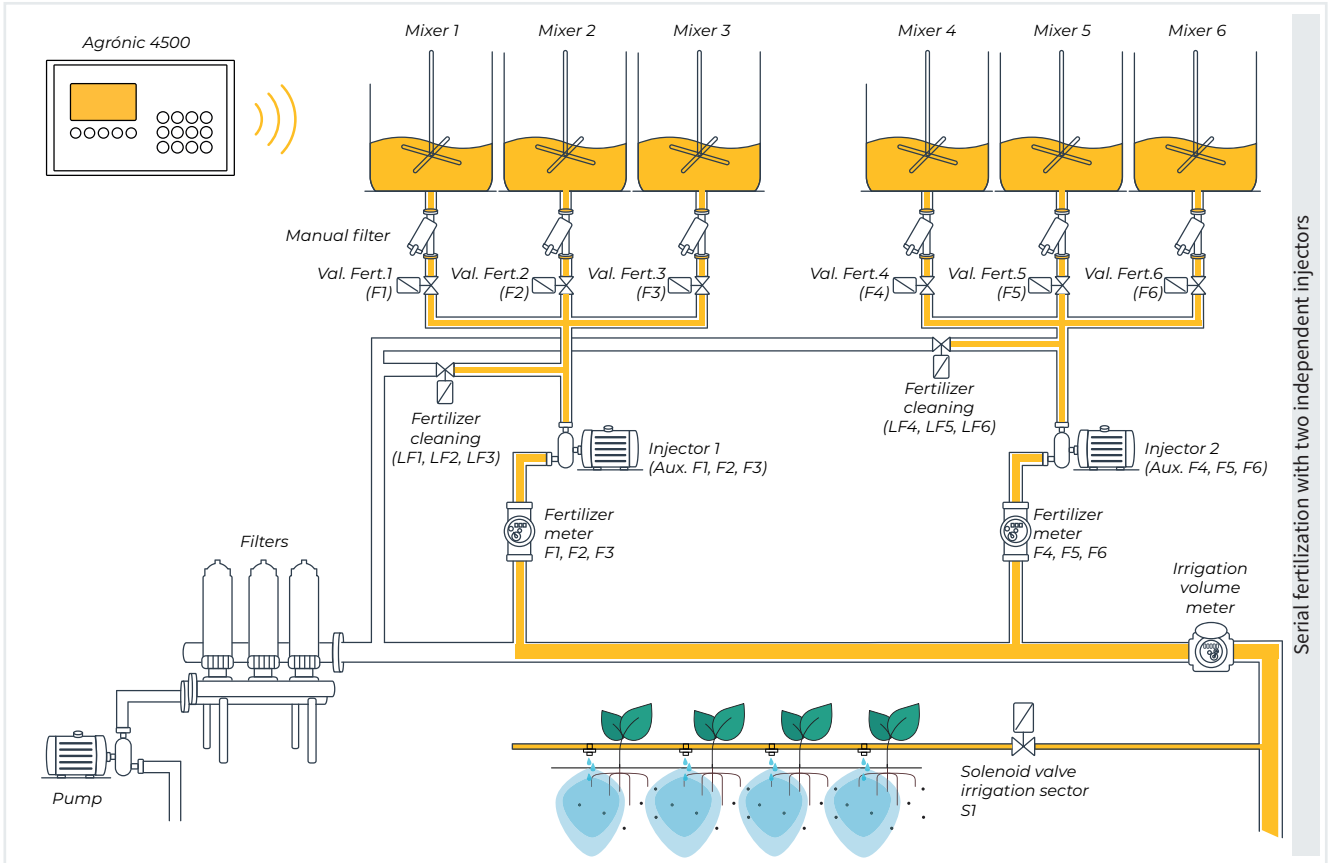 Agrónic 4500
Mixer 1
Mixer 2
Mixer 3
Mixer 4
Mixer 5
Mixer 6
Manual filter
Val. Fert.1
(F1)
Val. Fert.2
(F2)
Val. Fert.3
(F3)
Val. Fert.4
(F4)
Val. Fert.5
(F5)
Val. Fert.6
(F6)
Fertilizer
cleaning
(LF1, LF2, LF3)
Fertilizer
cleaning
(LF4, LF5, LF6)
Injector 1
(Aux. F1, F2, F3)
Injector 2
(Aux. F4, F5, F6)
Fertilizer
meter
F1, F2, F3
Fertilizer
meter
F4, F5, F6
Filters
Irrigation
volume
meter
Pump
Solenoid valve
irrigation sector
S1
Serial fertilization with two independent injectors